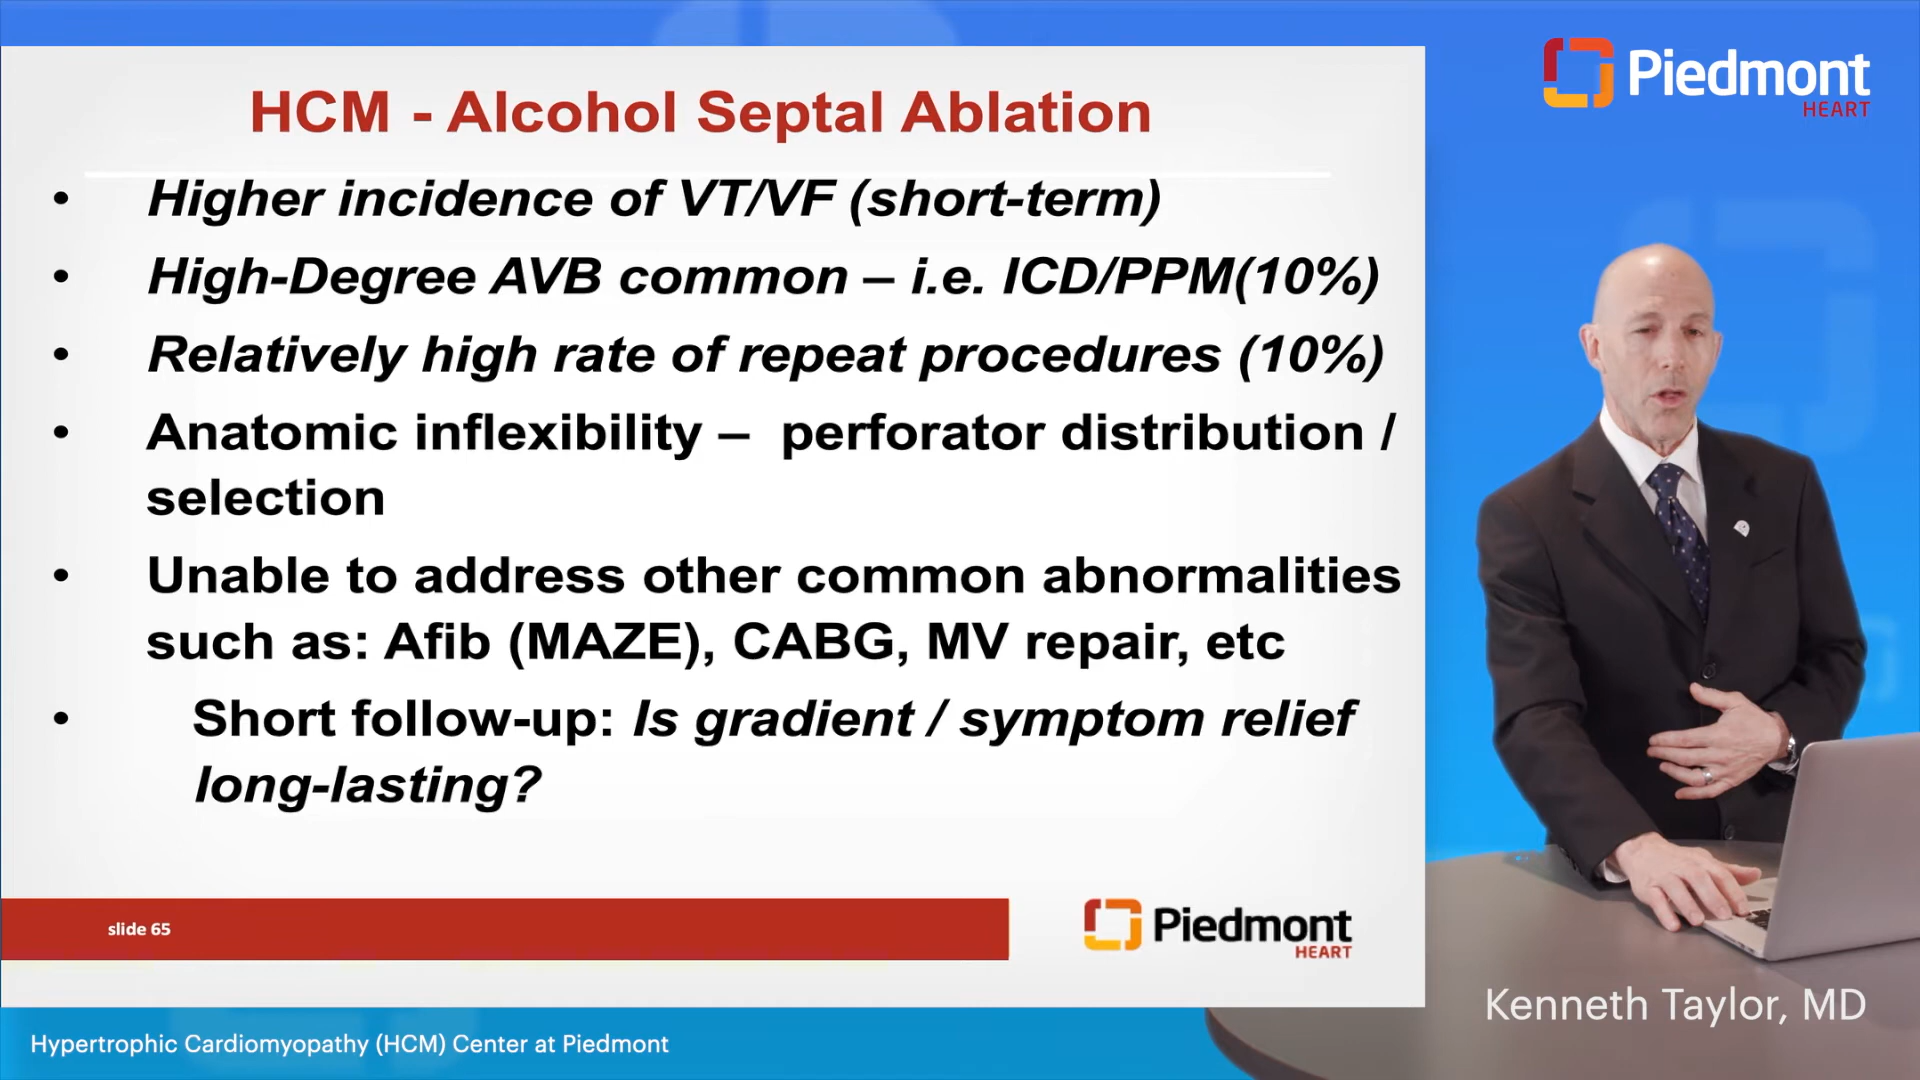 Piedmont
HEART
HCM - Alcohol Septal Ablation
• Higher incidence of VT/VF (short-term)
• High-Degree AVB common – i.e. ICD/PPM(10%)
• Relatively high rate of repeat procedures (10%)
• Anatomic inflexibility – perforator distribution /
selection
• Unable to address other common abnormalities
such as: Afib (MAZE), CABG, MV repair, etc
• Short follow-up: Is gradient / symptom relief
long-lasting?
slide 65
Piedmont
HEART
Kenneth Taylor, MD
Hypertrophic Cardiomyopathy (HCM) Center at Piedmont